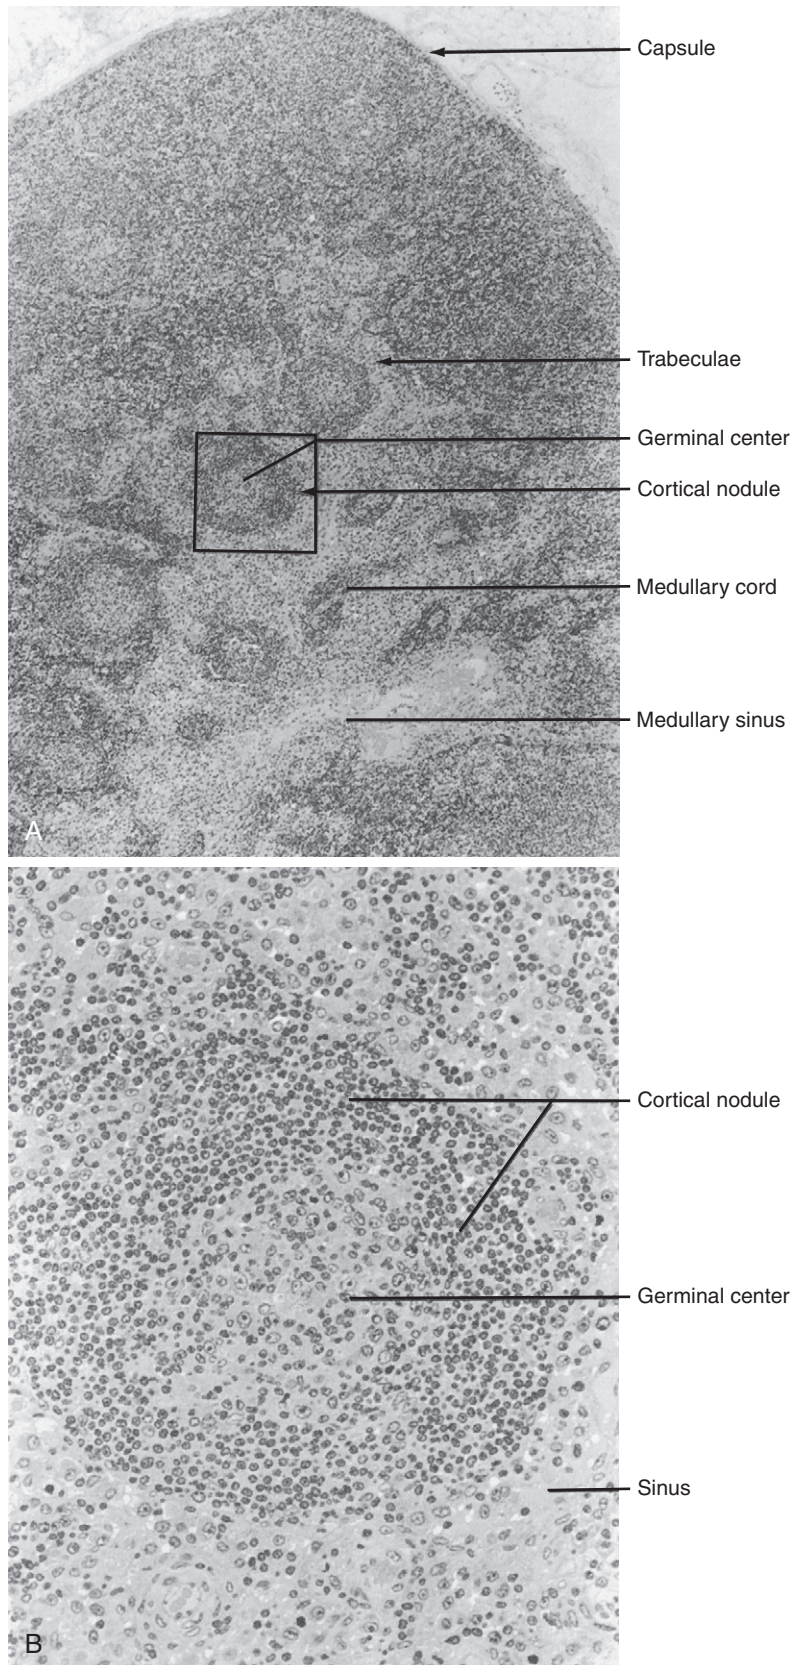 Capsule
Trabeculae
Germinal center
Cortical nodule
Medullary cord
Medullary sinus
A
Cortical nodule
Germinal center
Sinus
B